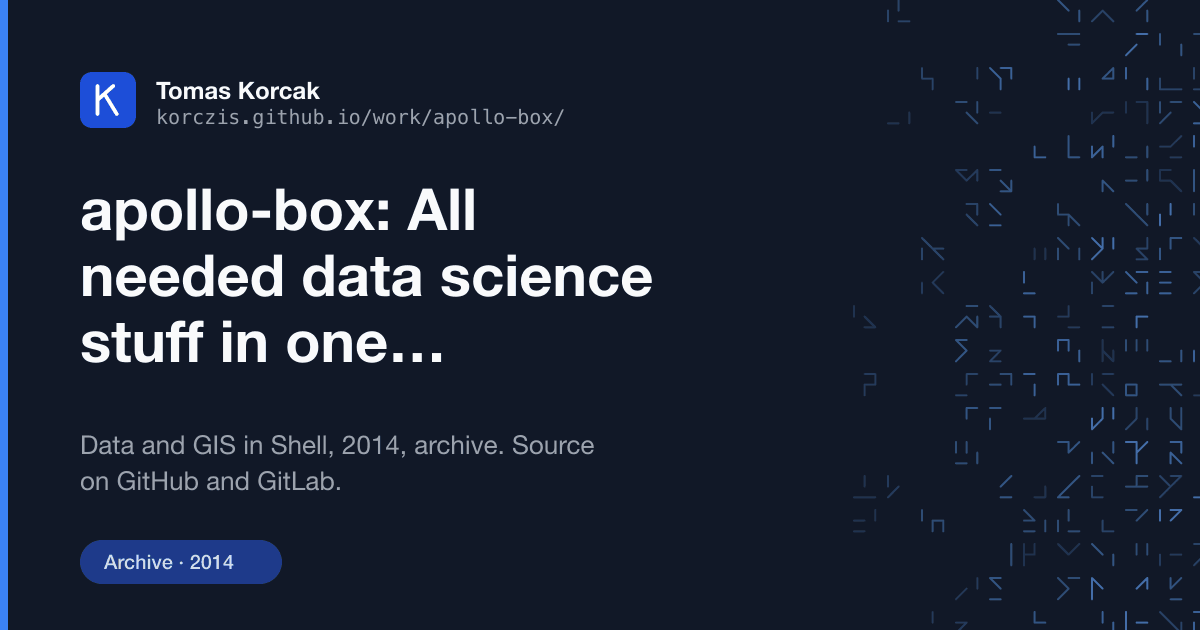 K
Tomas Korcak
korczis.github.io/work/apollo-box/
apollo-box: All
needed data science
stuff in one…
Data and GIS in Shell, 2014, archive. Source
on GitHub and GitLab.
Archive · 2014